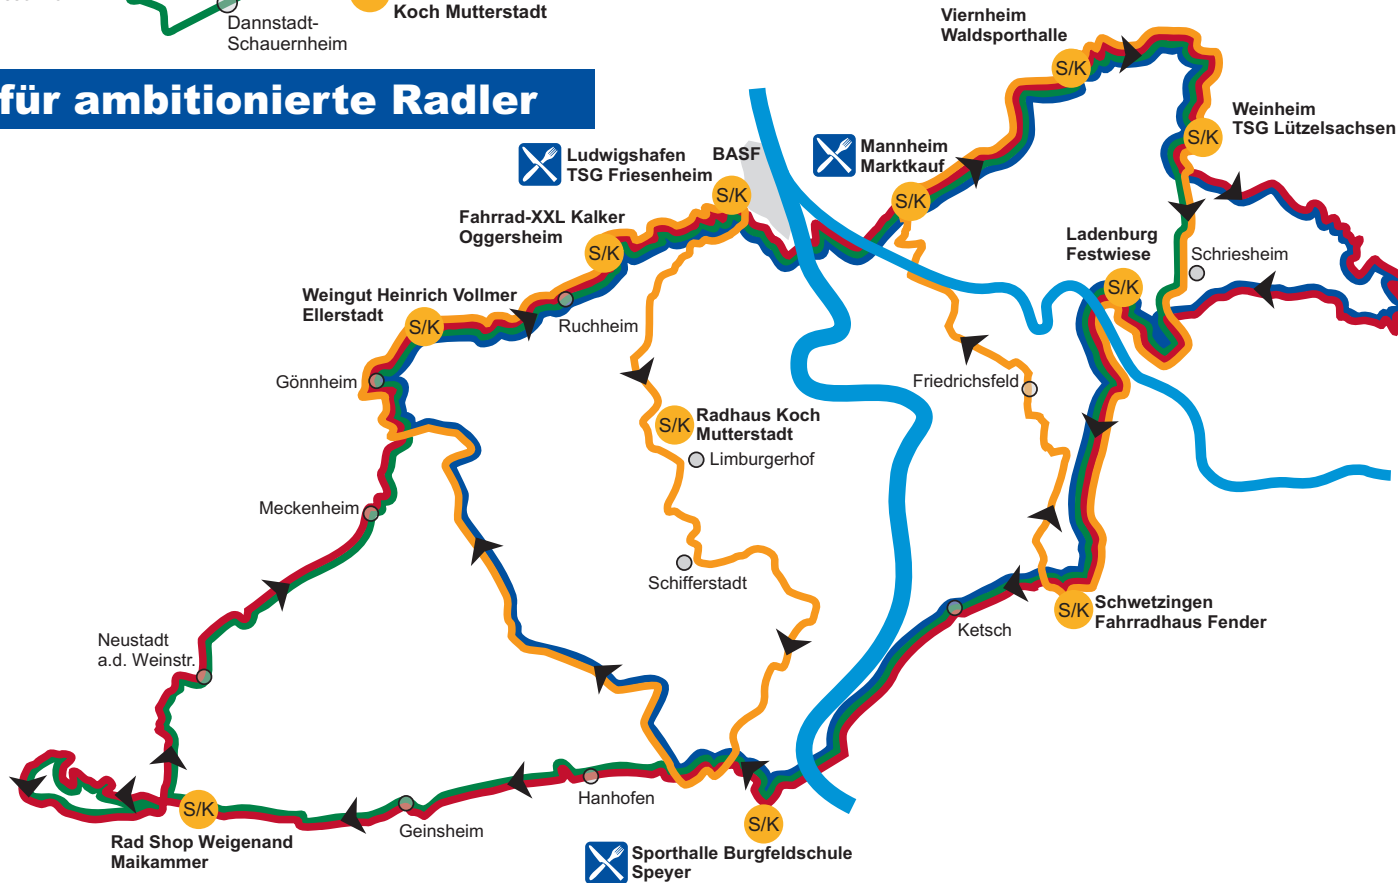 Koch Mutterstadt
Dannstadt-
Schauernheim
für ambitionierte Radler
Viernheim
Waldsporthalle
S/K
Weinheim
TSG Lützelsachsen
S/K
Ludwigshafen
TSG Friesenheim
BASF
S/K
Mannheim
Marktkauf
S/K
Fahrrad-XXL Kalker
Oggersheim
S/K
Ladenburg
Festwiese
S/K
Schriesheim
Weingut Heinrich Vollmer
Ellerstadt
S/K
Ruchheim
Gönnheim
Friedrichsfeld
S/K
Radhaus Koch
Mutterstadt
Limburgerhof
Meckenheim
Schifferstadt
S/K
Schwetzingen
Fahrradhaus Fender
Ketsch
Neustadt
a.d. Weinstr.
Hanhofen
S/K
Geinsheim
Rad Shop Weigenand
Maikammer
S/K
Sporthalle Burgfeldschule
Speyer